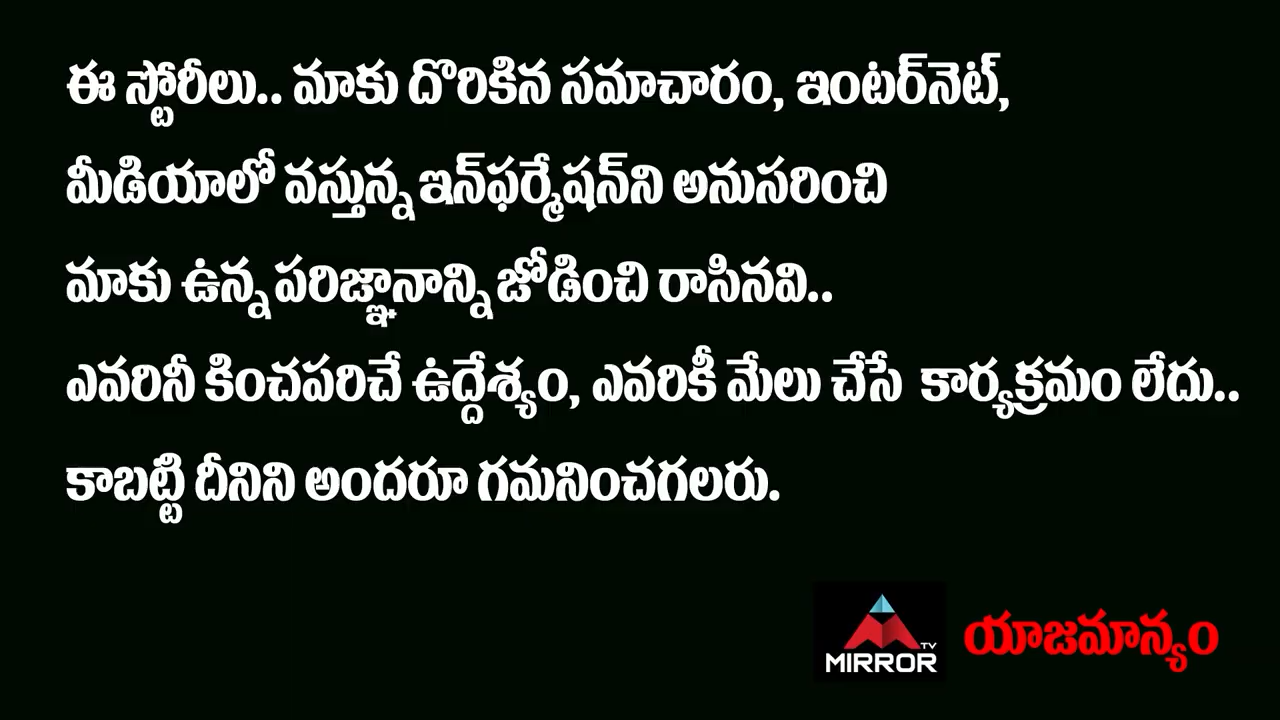 ఈ స్టోరీలు.. మాకు దొరికిన సమాచారం, ఇంటర్‌నెట్,
మీడియాలో వస్తున్న ఇన్‌ఫర్మేషన్‌ని అనుసరించి
మాకు ఉన్న పరిజ్ఞానాన్ని జోడించి రాసినవి..
ఎవరినీ కించపరిచే ఉద్దేశ్యం, ఎవరికీ మేలు చేసే కార్యక్రమం లేదు..
కాబట్టి దీనిని అందరూ గమనించగలరు.
TV
MIRROR
యాజమాన్యం